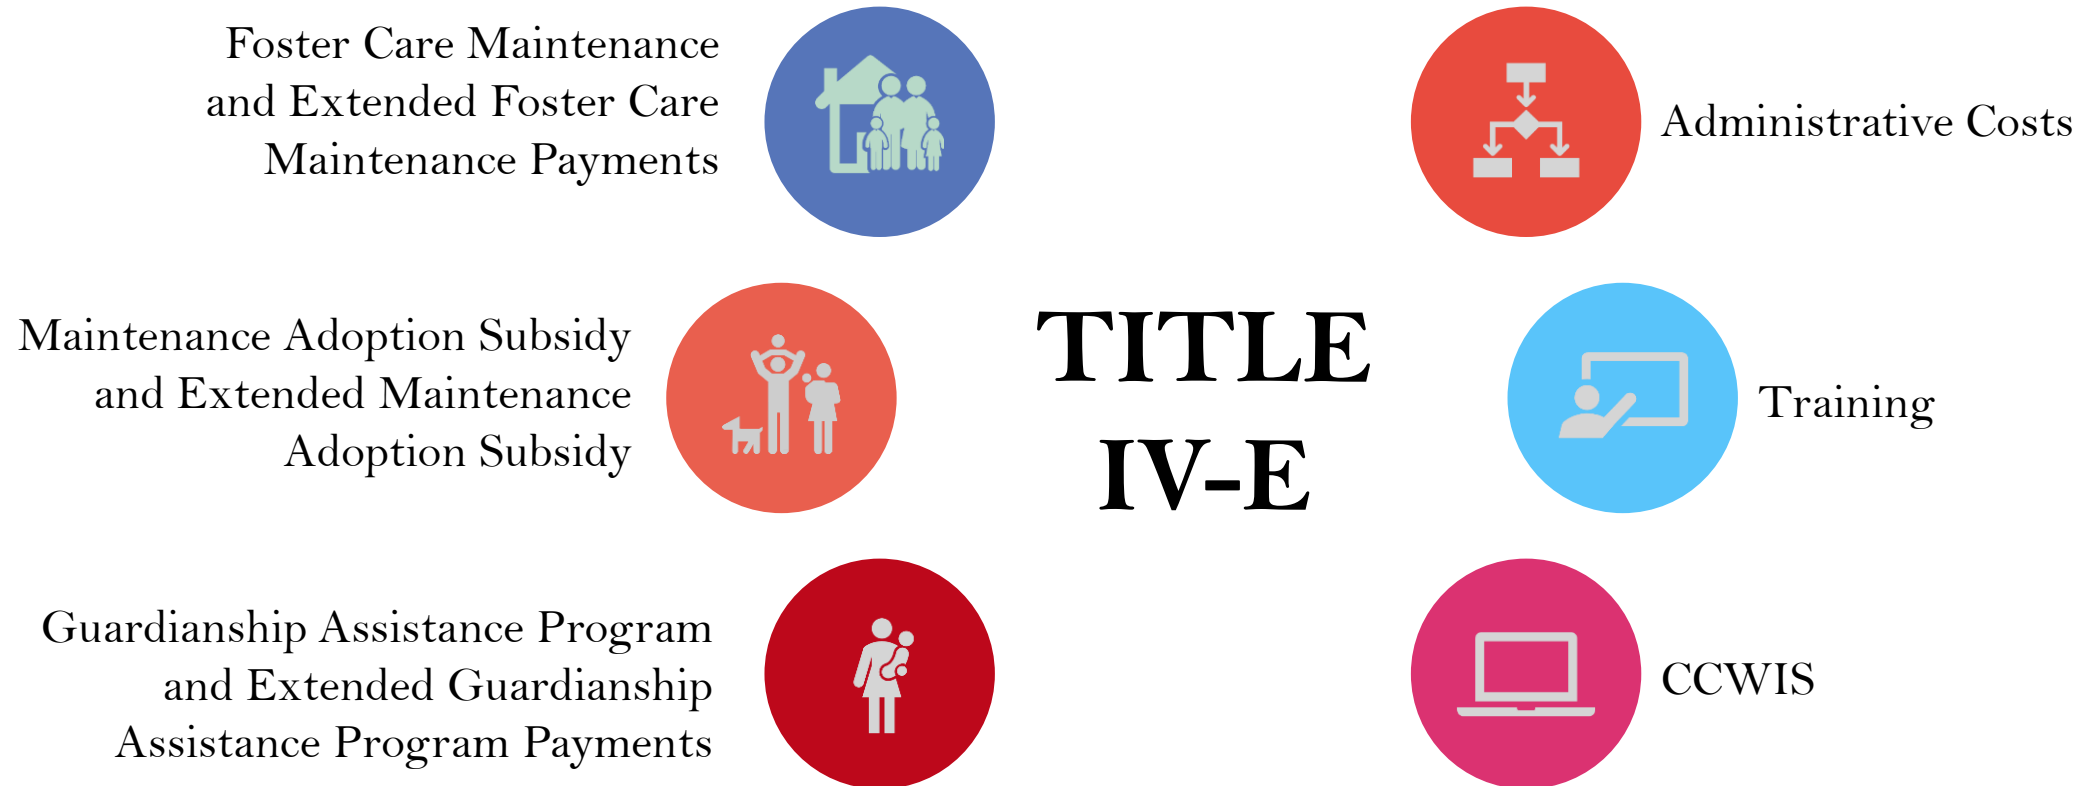 Foster Care Maintenance
and Extended Foster Care
Maintenance Payments
Maintenance Adoption Subsidy
and Extended Maintenance
Adoption Subsidy
Guardianship Assistance Program
and Extended Guardianship
Assistance Program Payments
TITLE
IV-E
Administrative Costs
Training
CCWIS